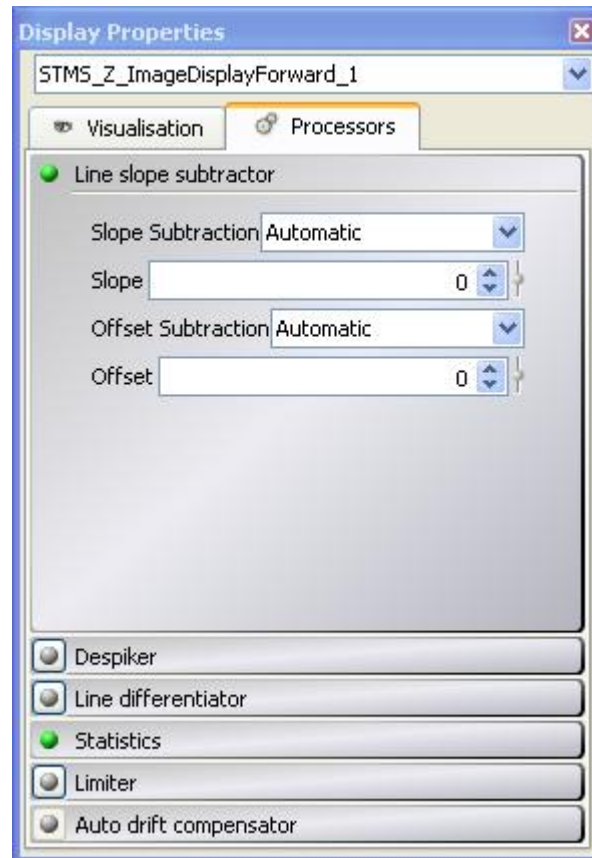 Display Properties
STMS_Z_ImageDisplayForward_1
Visualisation Processors
Line slope subtractor
Slope Subtraction Automatic
Slope 0
Offset Subtraction Automatic
Offset 0
Despiker
Line differentiator
Statistics
Limiter
Auto drift compensator